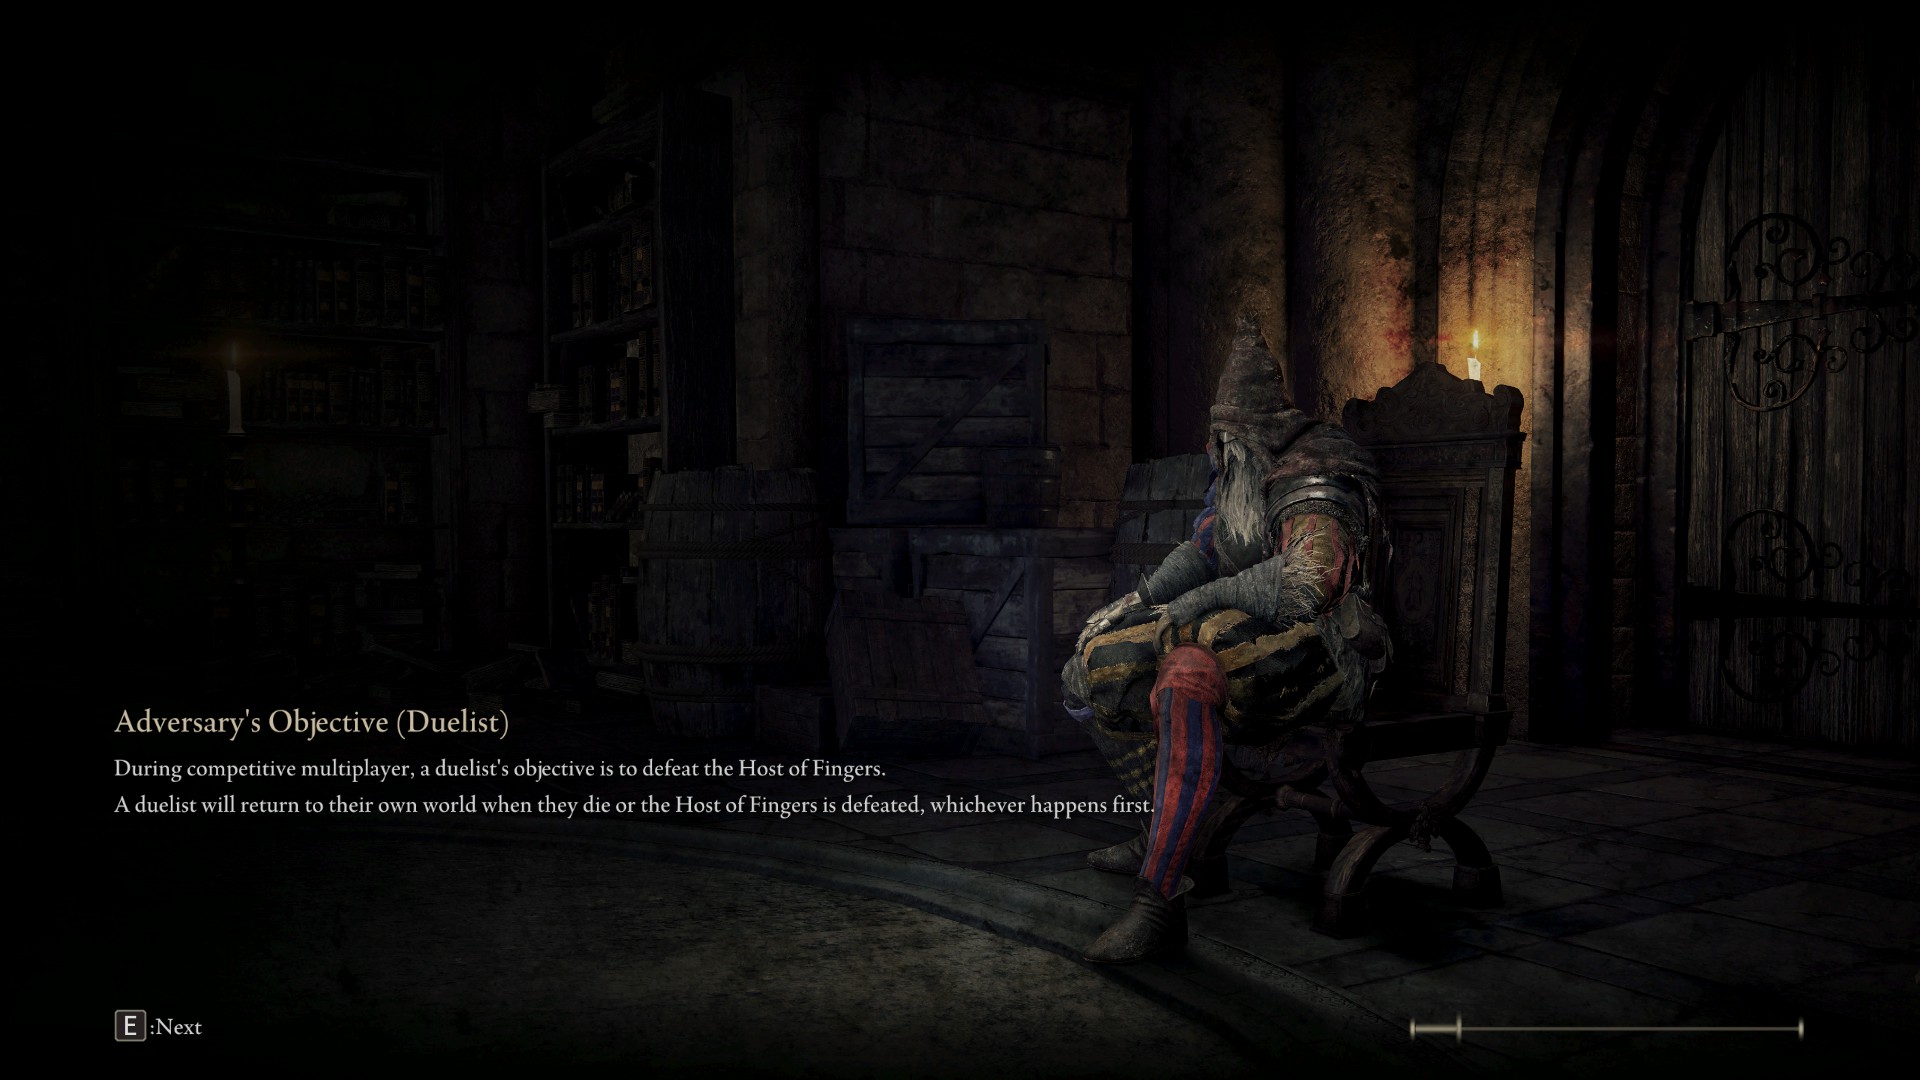 Adversary's Objective (Duelist)
During competitive multiplayer, a duelist's objective is to defeat the Host of Fingers.
A duelist will return to their own world when they die or the Host of Fingers is defeated, whichever happens first.
E :Next